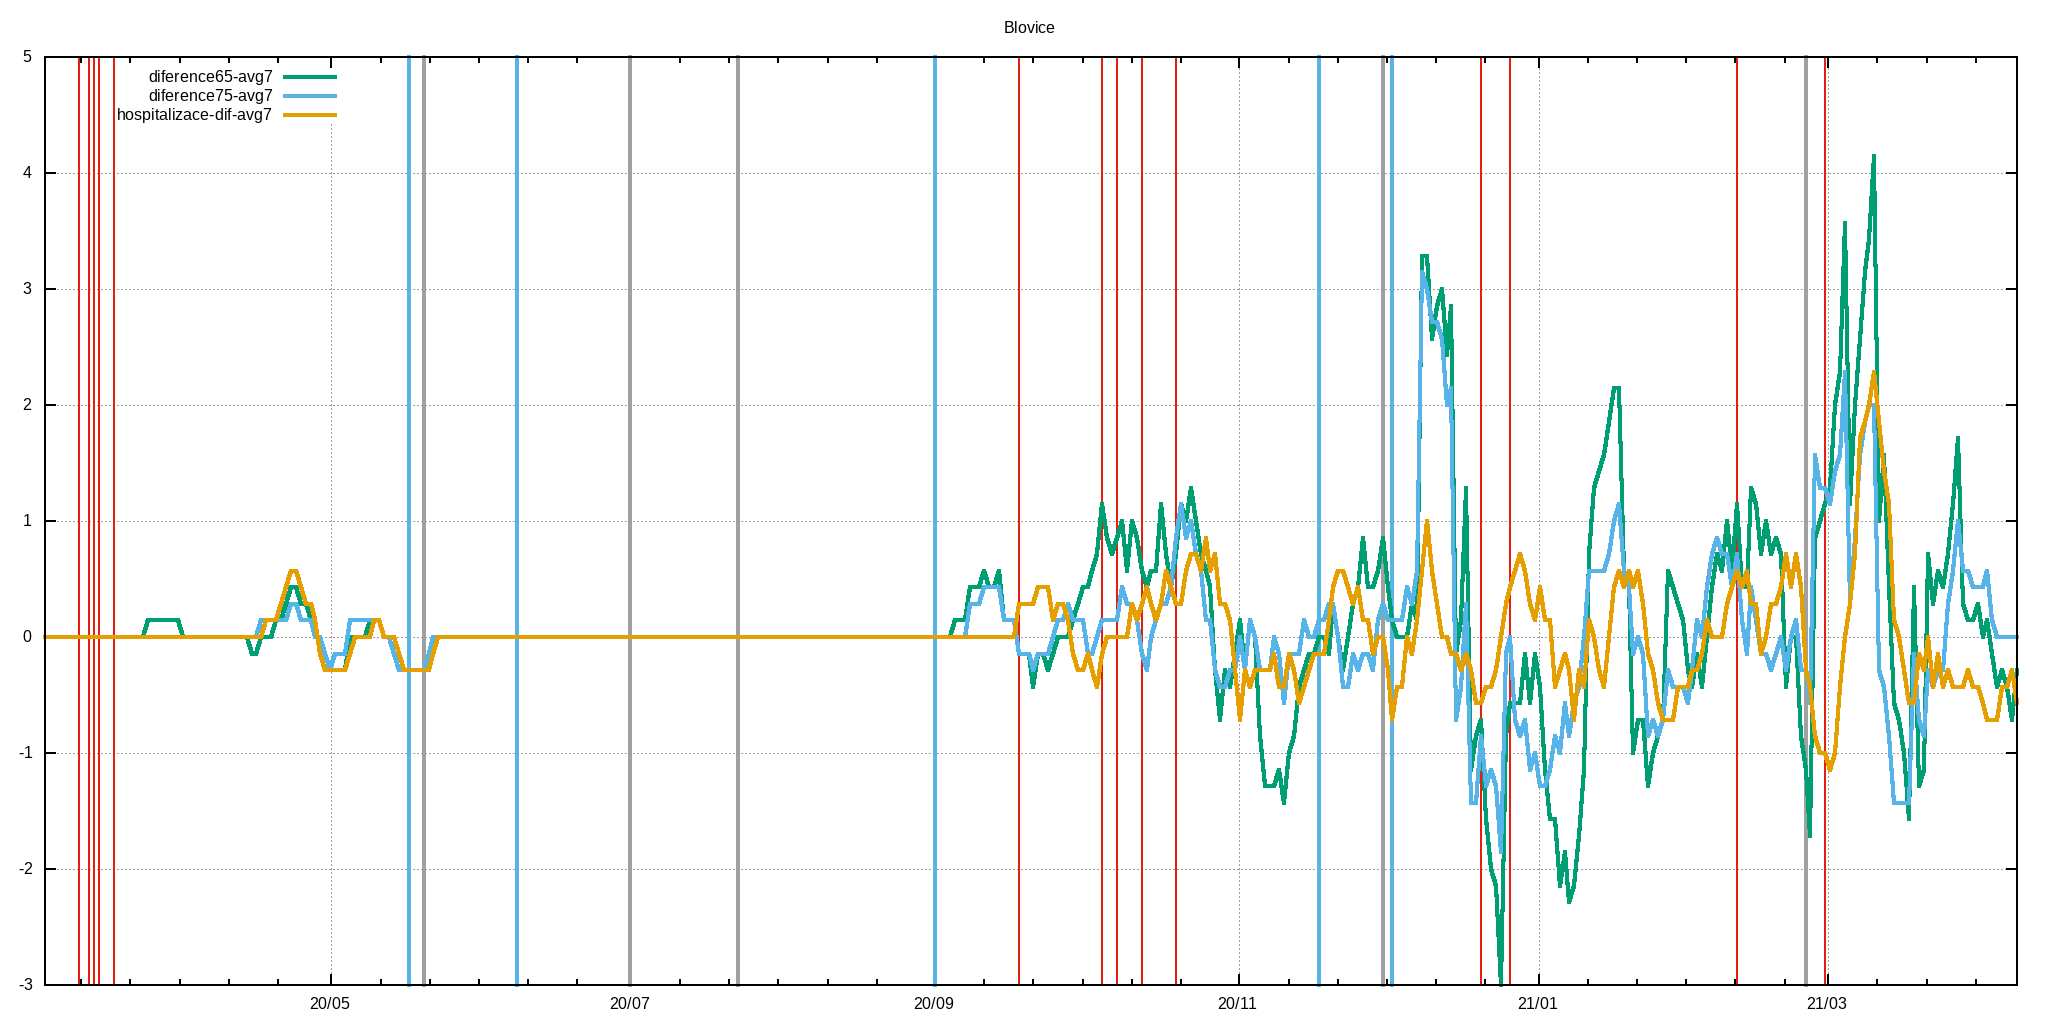 Blovice
5
diference65-avg7
diference75-avg7
hospitalizace-dif-avg7
4
3
2
1
0
-1
-2
-3
20/05 20/07 20/09 20/11 21/01 21/03